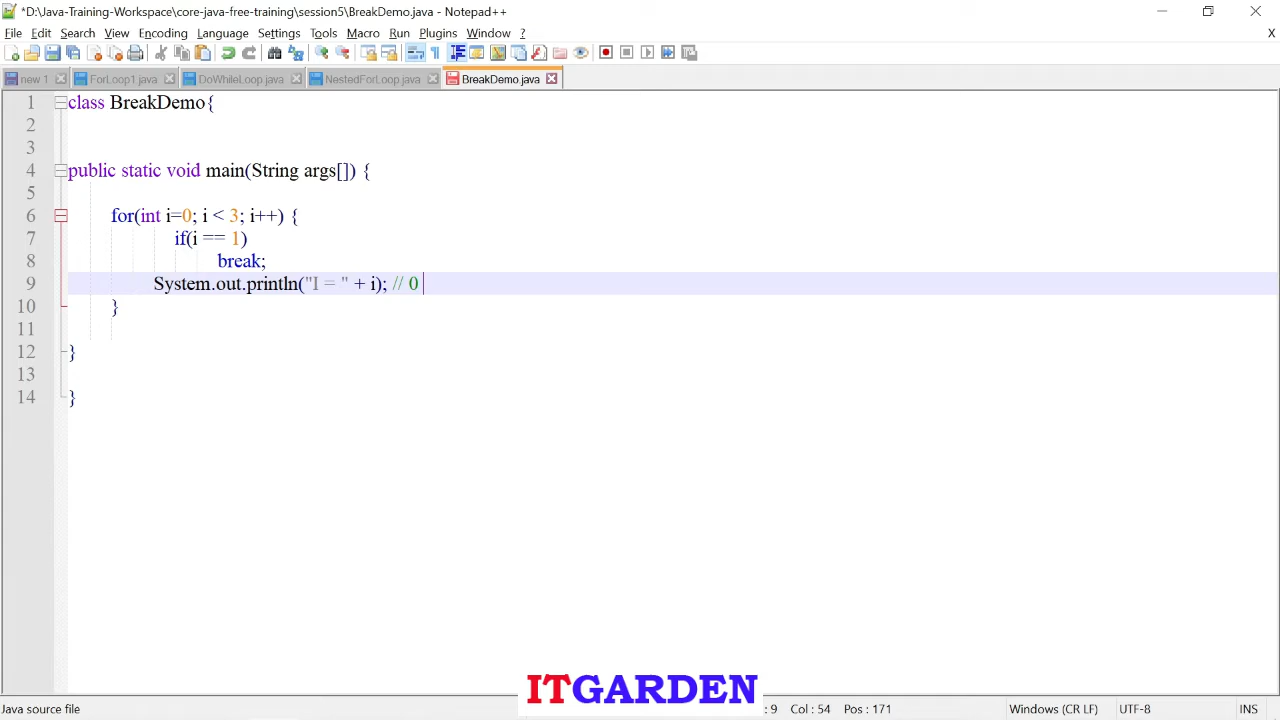 *D:\Java-Training-Workspace\core-java-free-training\session5\BreakDemo.java - Notepad++
File Edit Search View Encoding Language Settings Tools Macro Run Plugins Window ? X
new 1 ForLoop1.java DoWhileLoop.java NestedForLoop.java BreakDemo.java
1 class BreakDemo{
2
3
4 public static void main(String args[]) {
5
6 for(int i=0; i < 3; i++) {
7 if(i == 1)
8 break;
9 System.out.println("I = " + i); // 0
10 }
11
12 }
13
14 }
ITGARDEN
Java source file : 9 Col : 54 Pos : 171 Windows (CR LF) UTF-8 INS